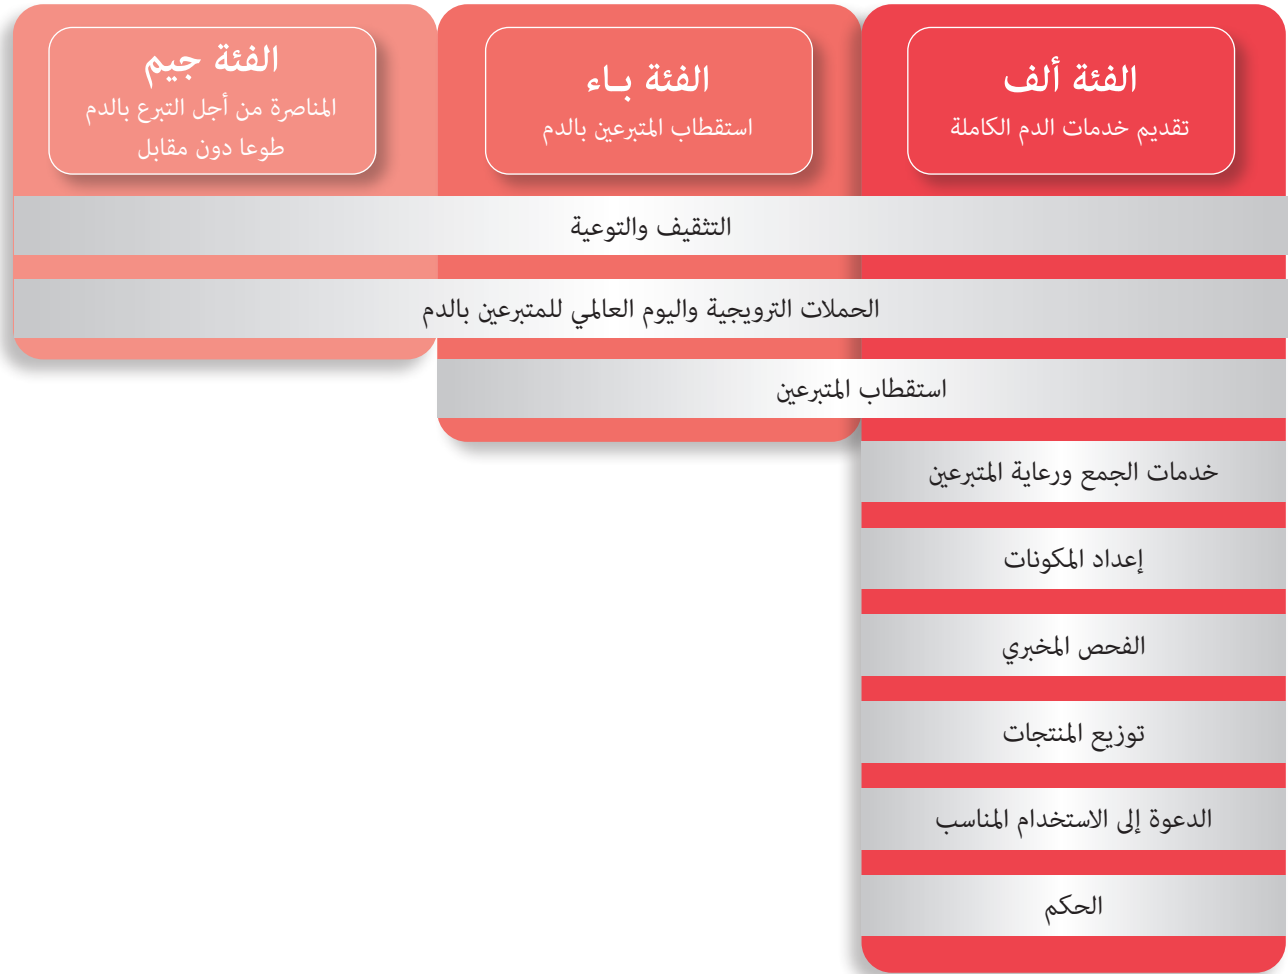 الفئة ألف
تقديم خدمات الدم الكاملة
الفئة بـاء
استقطاب المتبرعين بالدم
الفئة جيم
المناصرة من أجل التبرع بالدم
طوعا دون مقابل
التثقيف والتوعية
الحملات الترويجية واليوم العالمي للمتبرعين بالدم
استقطاب المتبرعين
خدمات الجمع ورعاية المتبرعين
إعداد المكونات
الفحص المخبري
توزيع المنتجات
الدعوة إلى الاستخدام المناسب
الحكم